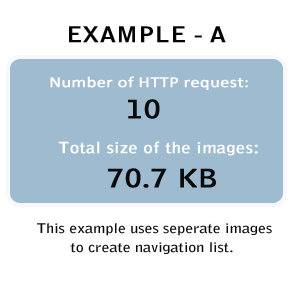 EXAMPLE - A
Number of HTTP request:
10
Total size of the images:
70.7 KB
This example uses seperate images
to create navigation list.